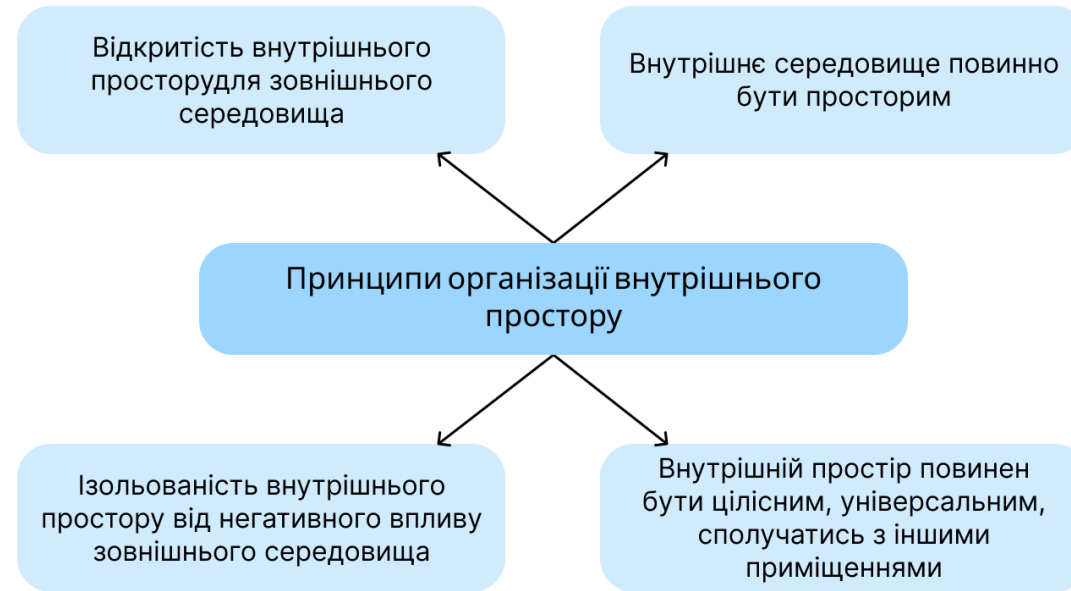 Відкритість внутрішнього
просторудля зовнішнього
середовища
Внутрішнє середовище повинно
бути просторим
Принципи організації внутрішнього
простору
Ізольованість внутрішнього
простору від негативного впливу
зовнішнього середовища
Внутрішній простір повинен
бути цілісним, універсальним,
сполучатись з іншими
приміщеннями